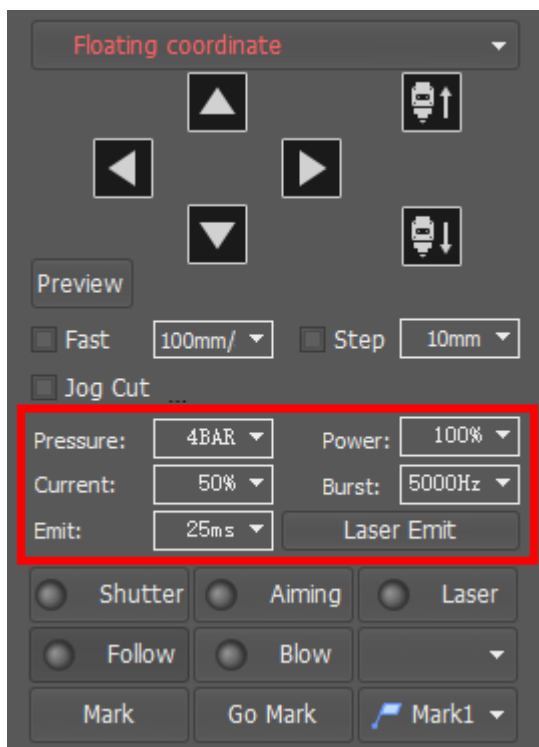 Floating coordinate
Preview
Fast 100mm/ Step 10mm
Jog Cut ...
Pressure: 4BAR Power: 100%
Current: 50% Burst: 5000Hz
Emit: 25ms Laser Emit
Shutter Aiming Laser
Follow Blow
Mark Go Mark Mark1